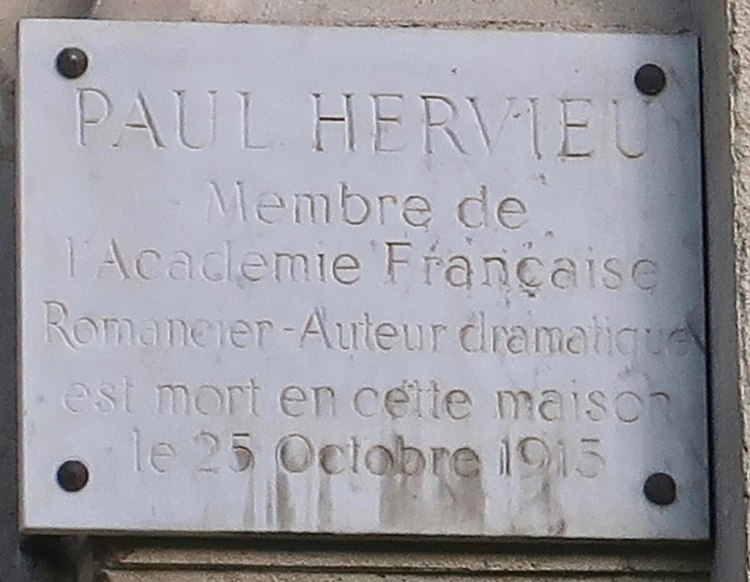 PAUL HERVIEU
Membre de
l'Academie Française
Romancier - Auteur dramatique
est mort en cette maison
le 25 Octobre 1915